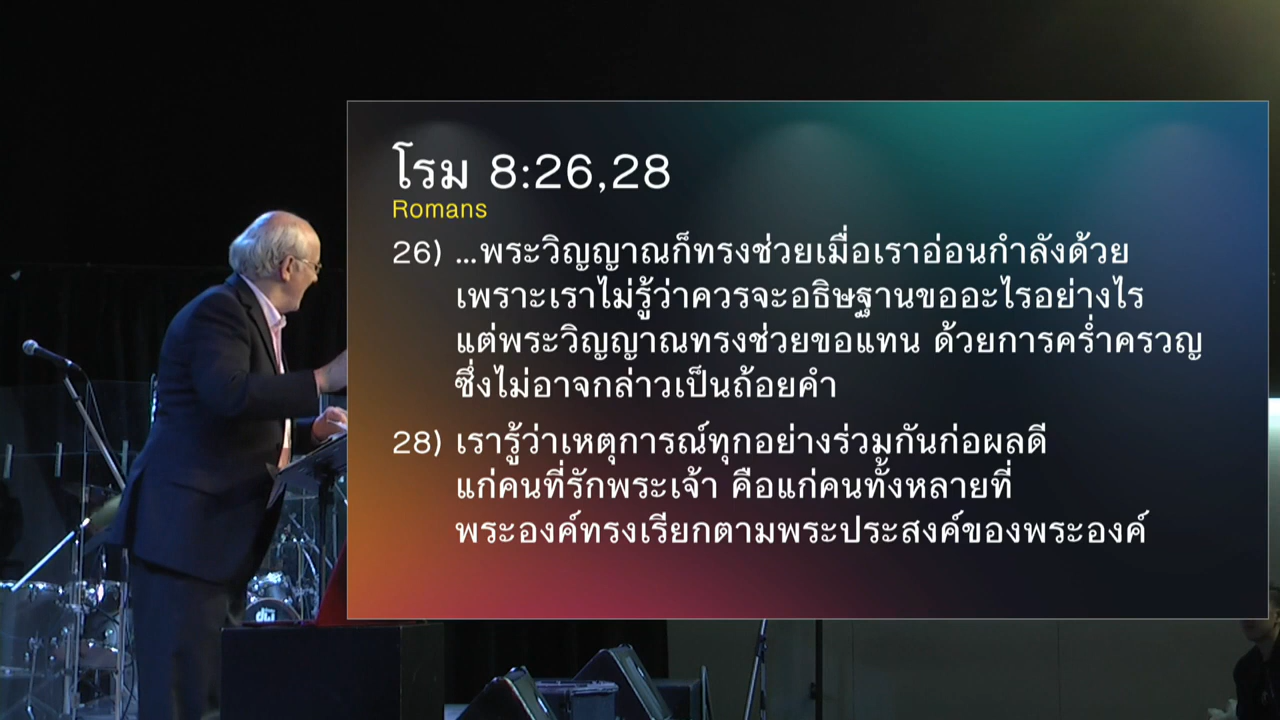 โรม 8:26,28
Romans
26) ...พระวิญญาณก็ทรงช่วยเมื่อเราอ่อนกำลังด้วย
เพราะเราไม่รู้ว่าควรจะอธิษฐานขออะไรอย่างไร
แต่พระวิญญาณทรงช่วยขอแทน ด้วยการคร่ำครวญ
ซึ่งไม่อาจกล่าวเป็นถ้อยคำ
28) เรารู้ว่าเหตุการณ์ทุกอย่างร่วมกันก่อผลดี
แก่คนที่รักพระเจ้า คือแก่คนทั้งหลายที่
พระองค์ทรงเรียกตามพระประสงค์ของพระองค์